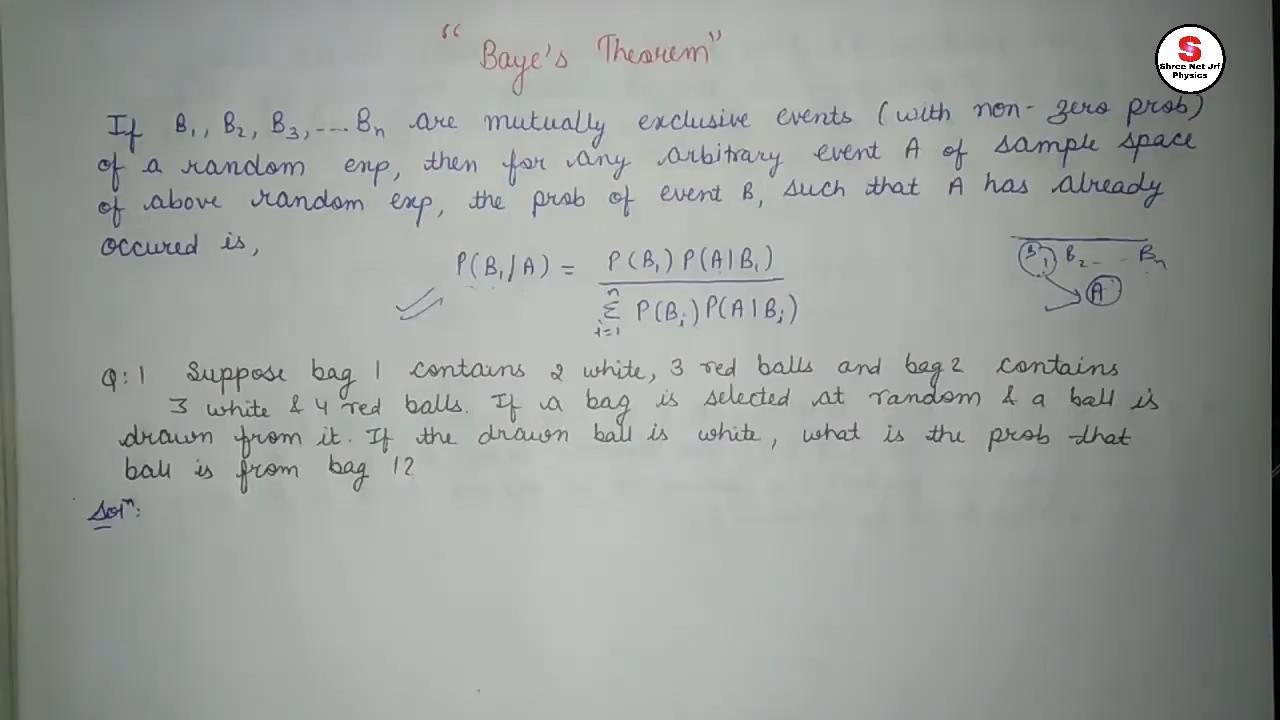 "Baye's Theorem"
S
Shree Net Jrf
Physics
If B₁, B₂, B₃, ---- Bn are mutually exclusive events (with non-zero prob)
of a random exp, then for any arbitrary event A of sample space
of above random exp, the prob of event B, such that A has already
occured is,
P(B₁/A) = P(B₁) P(A|B₁) / n Σ i=1 P(Bi) P(A|Bi)
B₁ B₂ -- -- Bn
A
Q:1 Suppose bag 1 contains 2 white, 3 red balls and bag 2 contains
3 white & 4 red balls. If a bag is selected at random & a ball is
drawn from it. If the drawn ball is white, what is the prob that
ball is from bag 1?
Solⁿ: